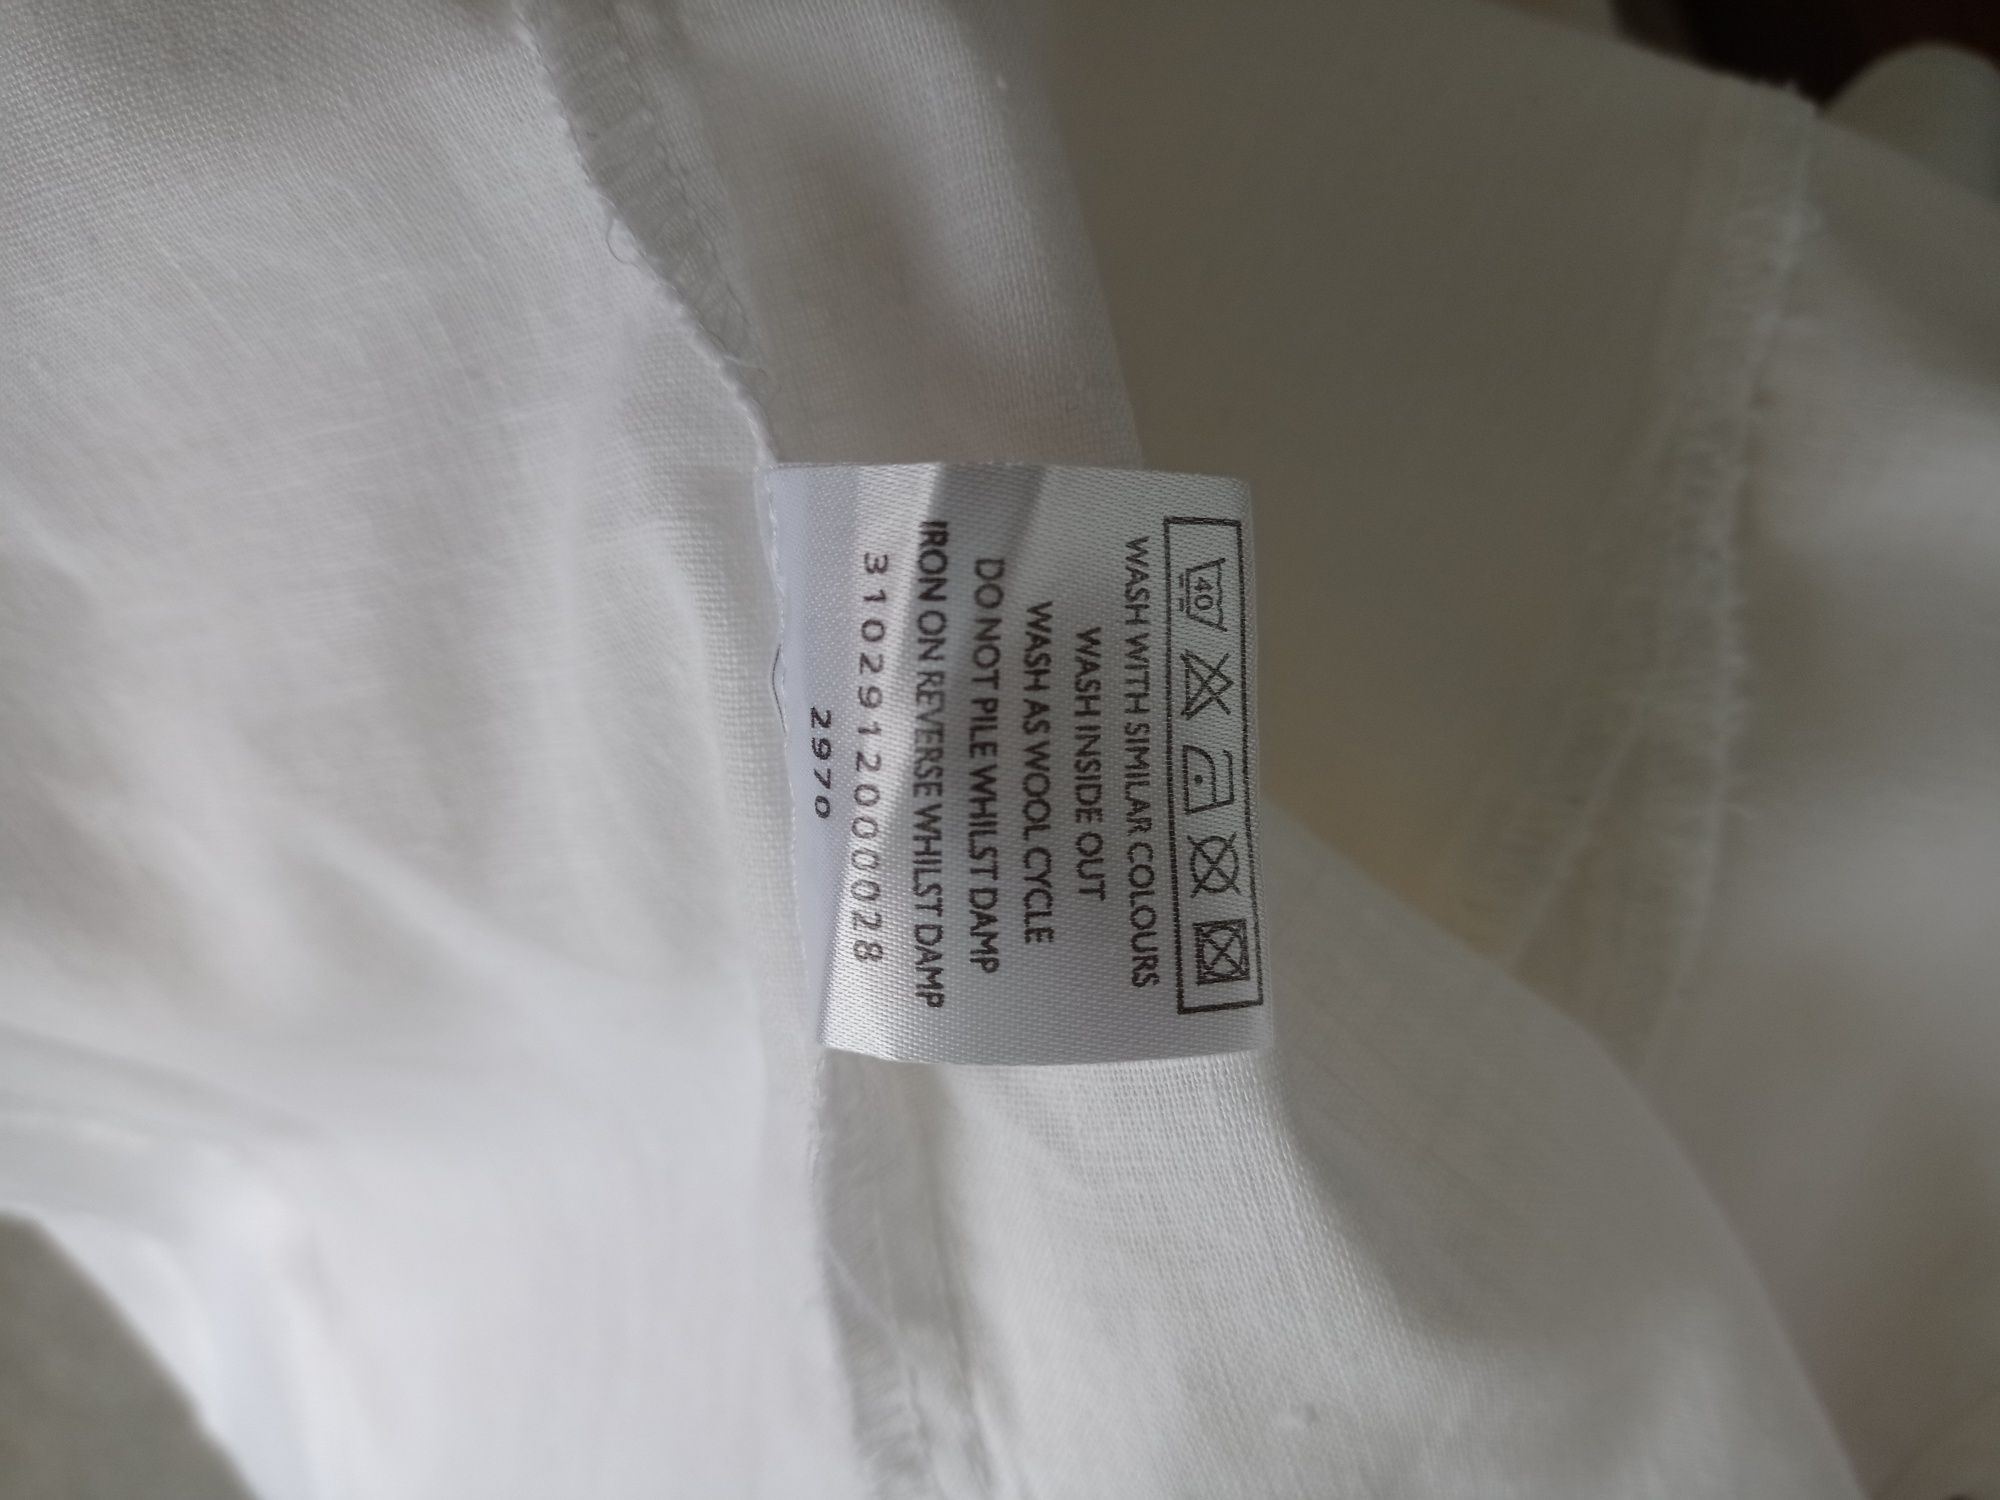 40
WASH WITH SIMILAR COLOURS
WASH INSIDE OUT
WASH AS WOOL CYCLE
DO NOT PILE WHILST DAMP
IRON ON REVERSE WHILST DAMP
310291200028
2970